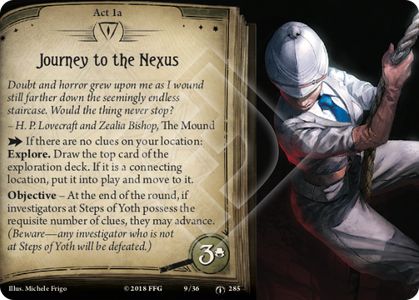 Act 1a
Journey to the Nexus
Doubt and horror grew upon me as I wound
still farther down the seemingly endless
staircase. Would the thing never stop?
– H. P. Lovecraft and Zealia Bishop, The Mound
If there are no clues on your location:
Explore. Draw the top card of the
exploration deck. If it is a connecting
location, put it into play and move to it.
Objective – At the end of the round, if
investigators at Steps of Yoth possess the
requisite number of clues, they may advance.
(Beware—any investigator who is not
at Steps of Yoth will be defeated.)
3
Illus. Michele Frigo
© 2018 FFG
9/36
285